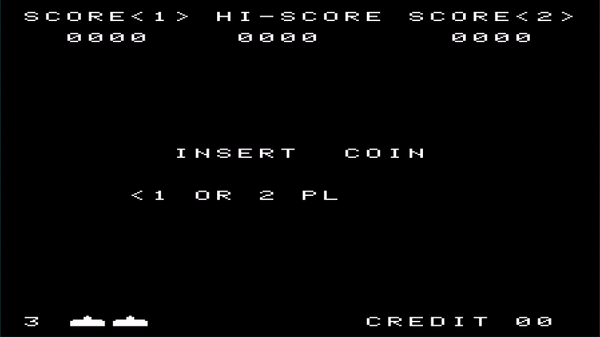 SCORE<1> HI-SCORE SCORE<2>
0000 0000 0000
INSERT COIN
<1 OR 2 PL
3 CREDIT 00